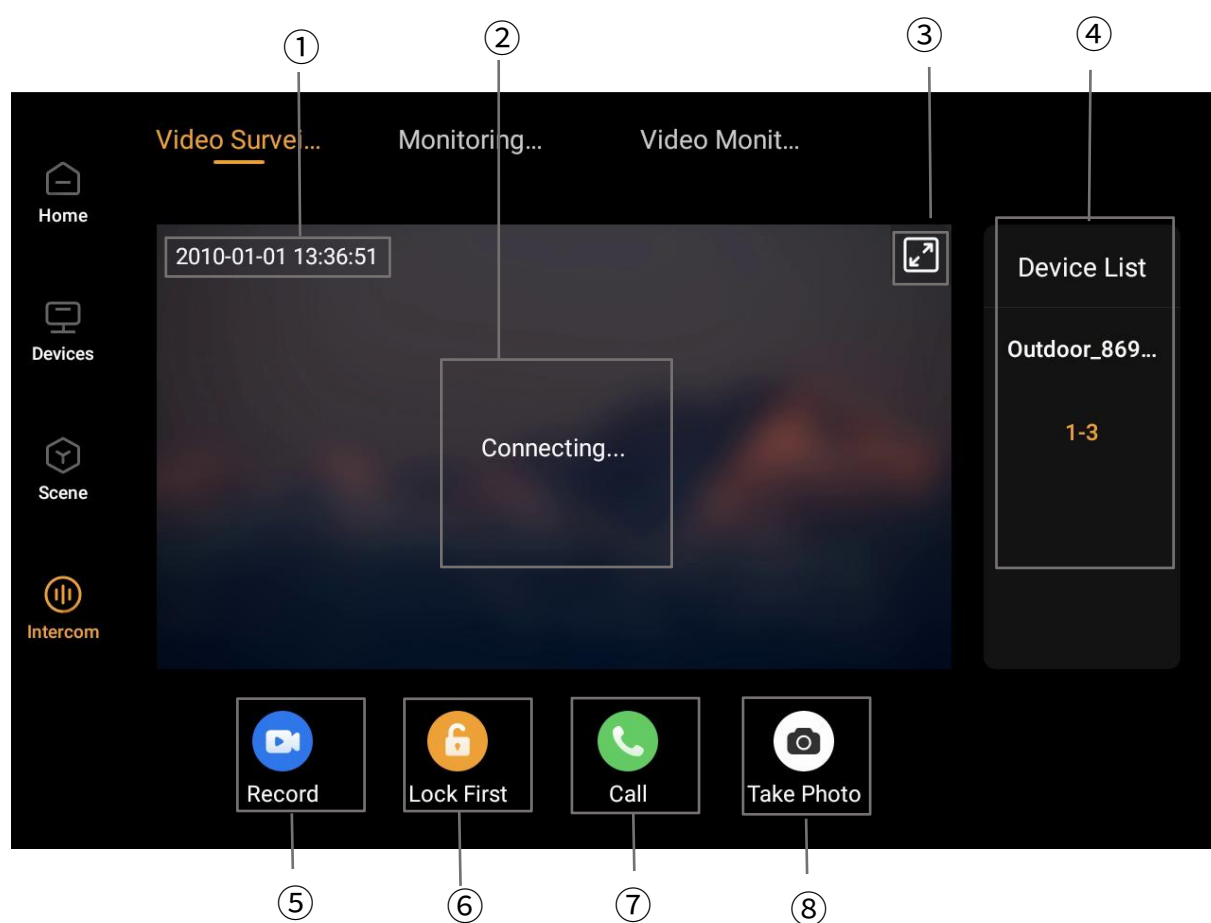 ① ② ③ ④
Video Survei... Monitoring... Video Monit...
Home
2010-01-01 13:36:51
Device List
Devices
Outdoor_869...
Connecting...
1-3
Scene
Intercom
Record Lock First Call Take Photo
⑤ ⑥ ⑦ ⑧